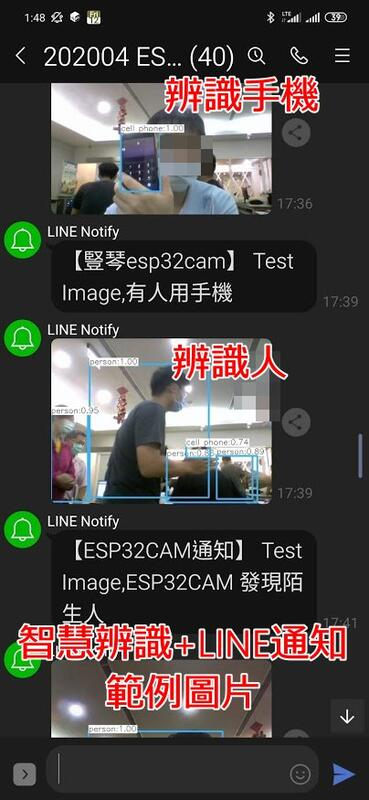 1:48
LTE
39
202004 ES... (40)
辨識手機
cell phone:1.00
17:36
LINE Notify
【豎琴esp32cam】 Test
Image,有人用手機
17:39
LINE Notify
辨識人
person:1.00
person:0.95
cell phone:0.74
person:0.89
17:39
LINE Notify
【ESP32CAM通知】 Test
Image,ESP32CAM 發現陌
生人
17:41
智慧辨識+LINE通知
範例圖片
person:1.00